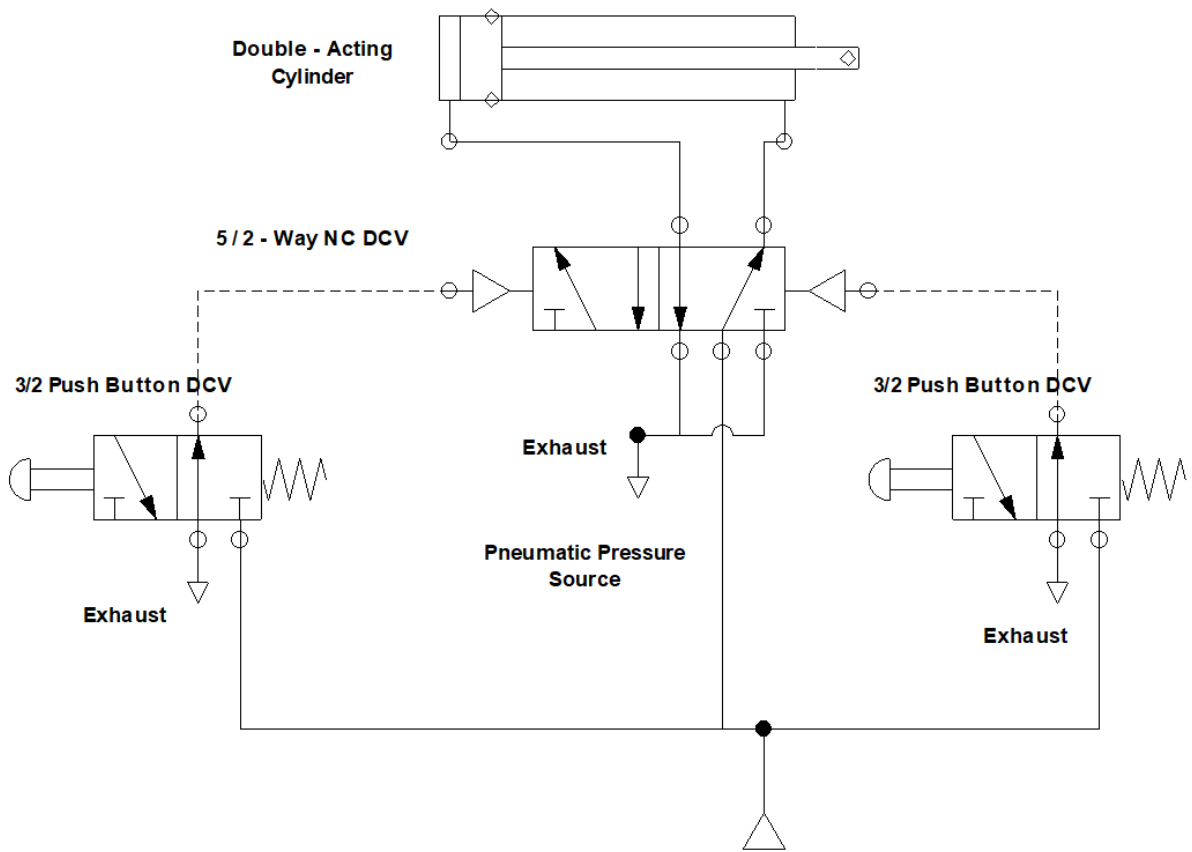 Double - Acting
Cylinder
5 / 2 - Way NC DCV
3/2 Push Button DCV
3/2 Push Button DCV
Exhaust
Pneumatic Pressure
Source
Exhaust
Exhaust